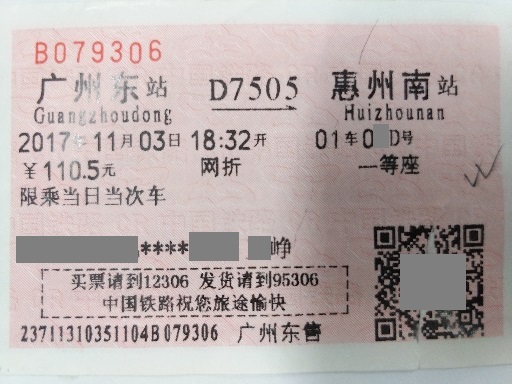 B079306
广州东站 D7505 惠州南站
Guangzhoudong Huizhounan
2017年11月03日 18:32开 01车0 D号
￥110.5元 网折 一等座
限乘当日当次车
**** 峥
买票请到12306 发货请到95306
中国铁路祝您旅途愉快
23711310351104B079306 广州东售